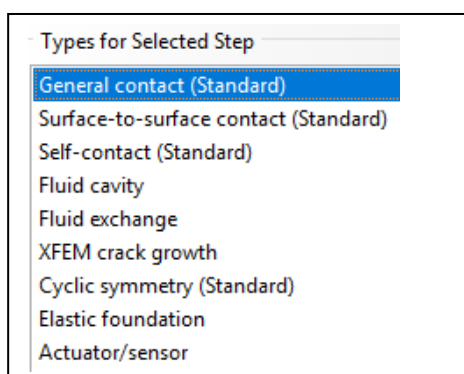 Types for Selected Step
General contact (Standard)
Surface-to-surface contact (Standard)
Self-contact (Standard)
Fluid cavity
Fluid exchange
XFEM crack growth
Cyclic symmetry (Standard)
Elastic foundation
Actuator/sensor